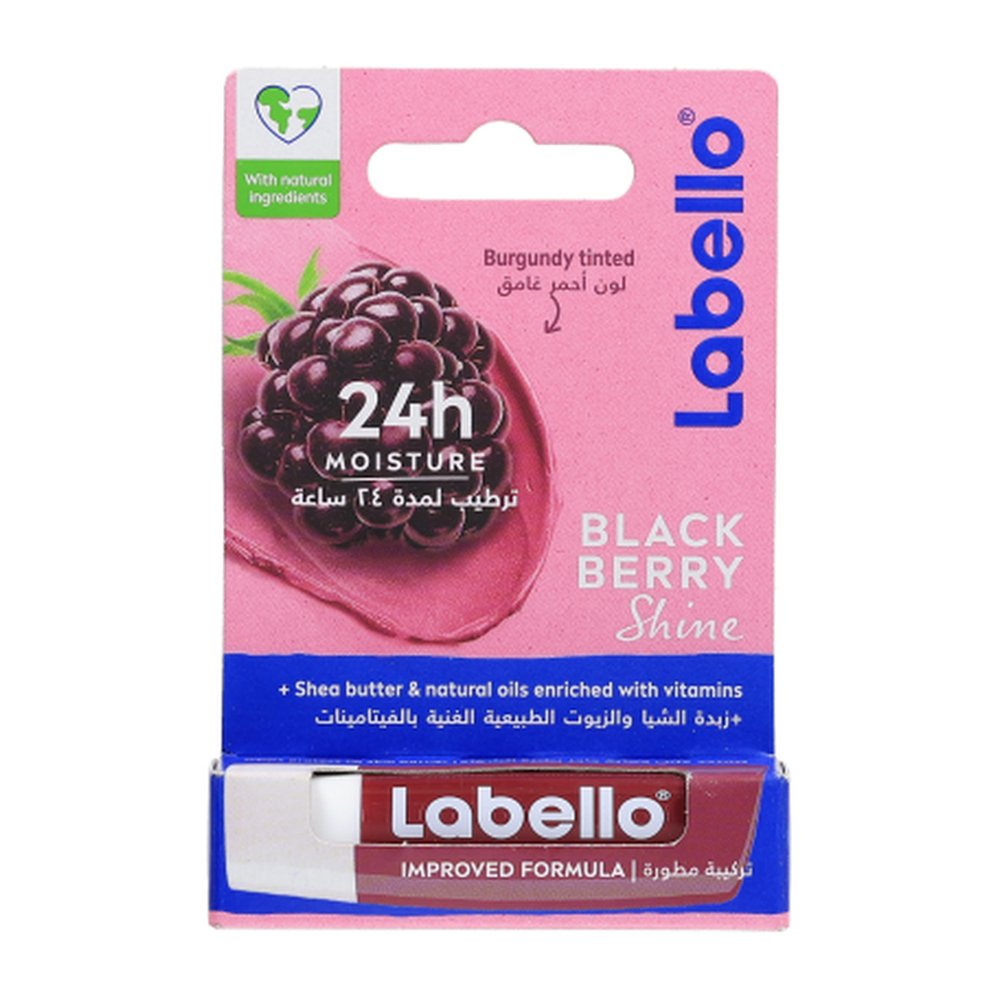 With natural
ingredients
Labello®
Burgundy tinted
لون أحمر غامق
24h
MOISTURE
ترطيب لمدة ٢٤ ساعة
BLACK
BERRY
Shine
+ Shea butter & natural oils enriched with vitamins
+زبدة الشيا والزيوت الطبيعية الغنية بالفيتامينات
Labello®
IMPROVED FORMULA | تركيبة مطورة